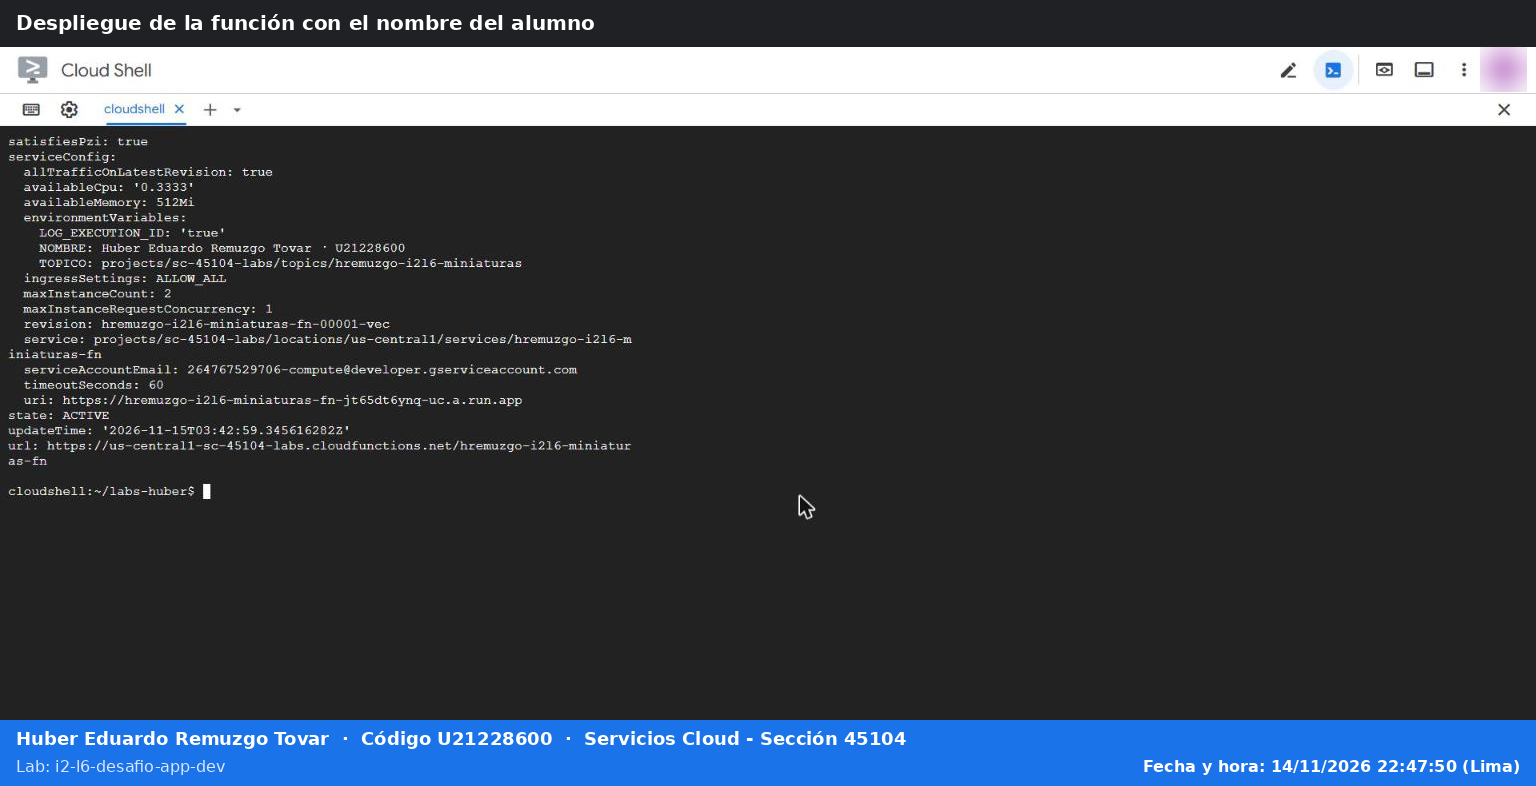 Despliegue de la función con el nombre del alumno
Cloud Shell
cloudshell
satisfiesPzi: true
serviceConfig:
  allTrafficOnLatestRevision: true
  availableCpu: '0.3333'
  availableMemory: 512Mi
  environmentVariables:
    LOG_EXECUTION_ID: 'true'
    NOMBRE: Huber Eduardo Remuzgo Tovar · U21228600
    TOPICO: projects/sc-45104-labs/topics/hremuzgo-i2l6-miniaturas
  ingressSettings: ALLOW_ALL
  maxInstanceCount: 2
  maxInstanceRequestConcurrency: 1
  revision: hremuzgo-i2l6-miniaturas-fn-00001-vec
  service: projects/sc-45104-labs/locations/us-central1/services/hremuzgo-i2l6-m
iniaturas-fn
  serviceAccountEmail: 264767529706-compute@developer.gserviceaccount.com
  timeoutSeconds: 60
  uri: https://hremuzgo-i2l6-miniaturas-fn-jt65dt6ynq-uc.a.run.app
state: ACTIVE
updateTime: '2026-11-15T03:42:59.345616282Z'
url: https://us-central1-sc-45104-labs.cloudfunctions.net/hremuzgo-i2l6-miniatur
as-fn
cloudshell:~/labs-huber$
Huber Eduardo Remuzgo Tovar · Código U21228600 · Servicios Cloud - Sección 45104
Lab: i2-l6-desafio-app-dev
Fecha y hora: 14/11/2026 22:47:50 (Lima)